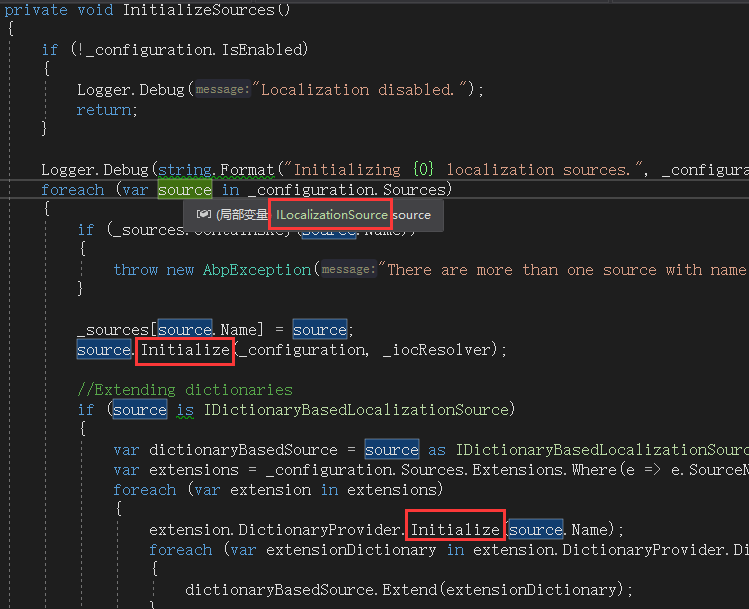 private void InitializeSources()
{
if (!_configuration.IsEnabled)
{
Logger.Debug(message:"Localization disabled.");
return;
}
Logger.Debug(string.Format("Initializing {0} localization sources.", _configura
foreach (var source in _configuration.Sources)
{
(局部变量 ILocalizationSource source
if (_sources.ContainsKey(source.Name))
{
throw new AbpException(message:"There are more than one source with name
}
_sources[source.Name] = source;
source.Initialize(_configuration, _iocResolver);
//Extending dictionaries
if (source is IDictionaryBasedLocalizationSource)
{
var dictionaryBasedSource = source as IDictionaryBasedLocalizationSourc
var extensions = _configuration.Sources.Extensions.Where(e => e.SourceN
foreach (var extension in extensions)
{
extension.DictionaryProvider.Initialize(source.Name);
foreach (var extensionDictionary in extension.DictionaryProvider.Di
{
dictionaryBasedSource.Extend(extensionDictionary);
}